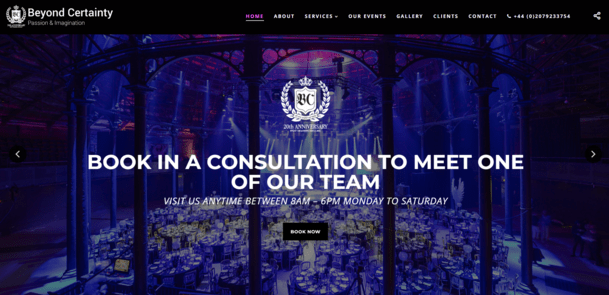 Beyond Certainty
Passion & Imagination
HOME ABOUT SERVICES OUR EVENTS GALLERY CLIENTS CONTACT +44 (0)2079233754
BC
20th ANNIVERSARY
BOOK IN A CONSULTATION TO MEET ONE
OF OUR TEAM
VISIT US ANYTIME BETWEEN 8AM – 6PM MONDAY TO SATURDAY
BOOK NOW